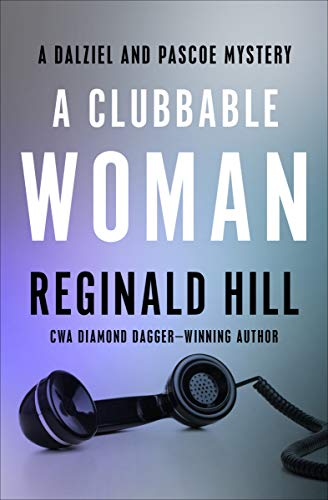 A DALZIEL AND PASCOE MYSTERY
A CLUBBABLE
WOMAN
REGINALD HILL
CWA DIAMOND DAGGER–WINNING AUTHOR